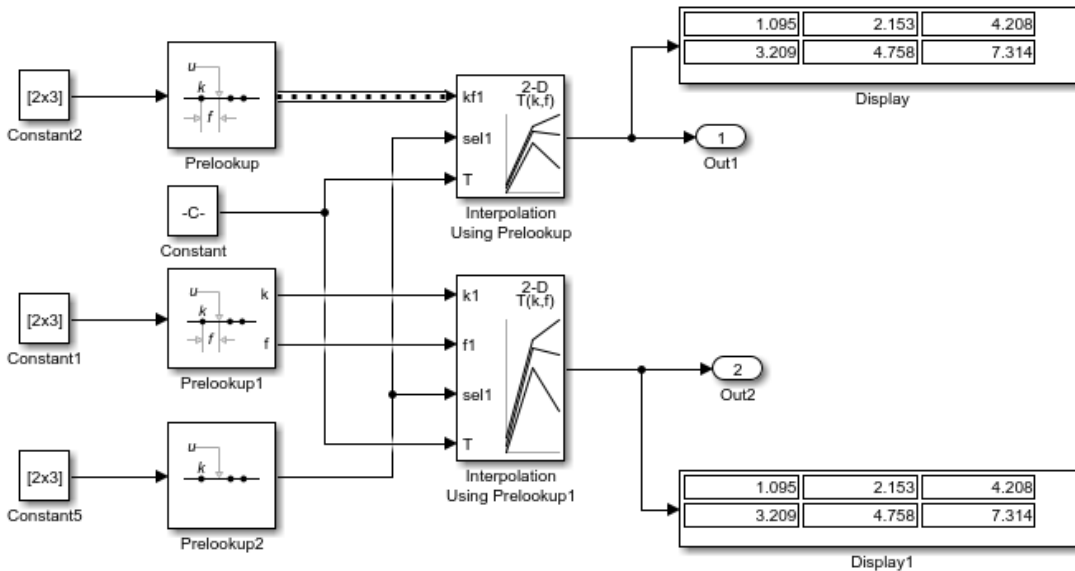 1.095 2.153 4.208
3.209 4.758 7.314
Display
[2x3]
Constant2
u
k
f
Prelookup
kf1
sel1
T
2-D
T(k,f)
Interpolation
Using Prelookup
1
Out1
-C-
Constant
[2x3]
Constant1
u
k
f
k
f
Prelookup1
k1
f1
sel1
T
2-D
T(k,f)
Interpolation
Using Prelookup1
2
Out2
[2x3]
Constant5
u
k
Prelookup2
1.095 2.153 4.208
3.209 4.758 7.314
Display1